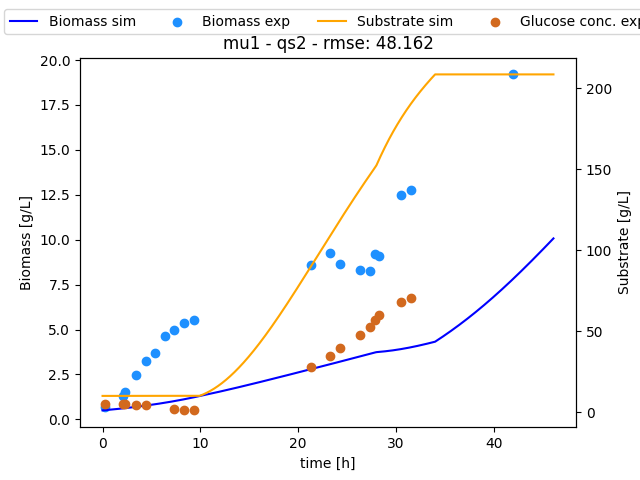 Biomass sim Biomass exp Substrate sim Glucose conc. exp
mu1 - qs2 - rmse: 48.162
20.0
17.5
15.0
12.5
10.0
7.5
5.0
2.5
0.0
Biomass [g/L]
200
150
100
50
0
Substrate [g/L]
0 10 20 30 40
time [h]